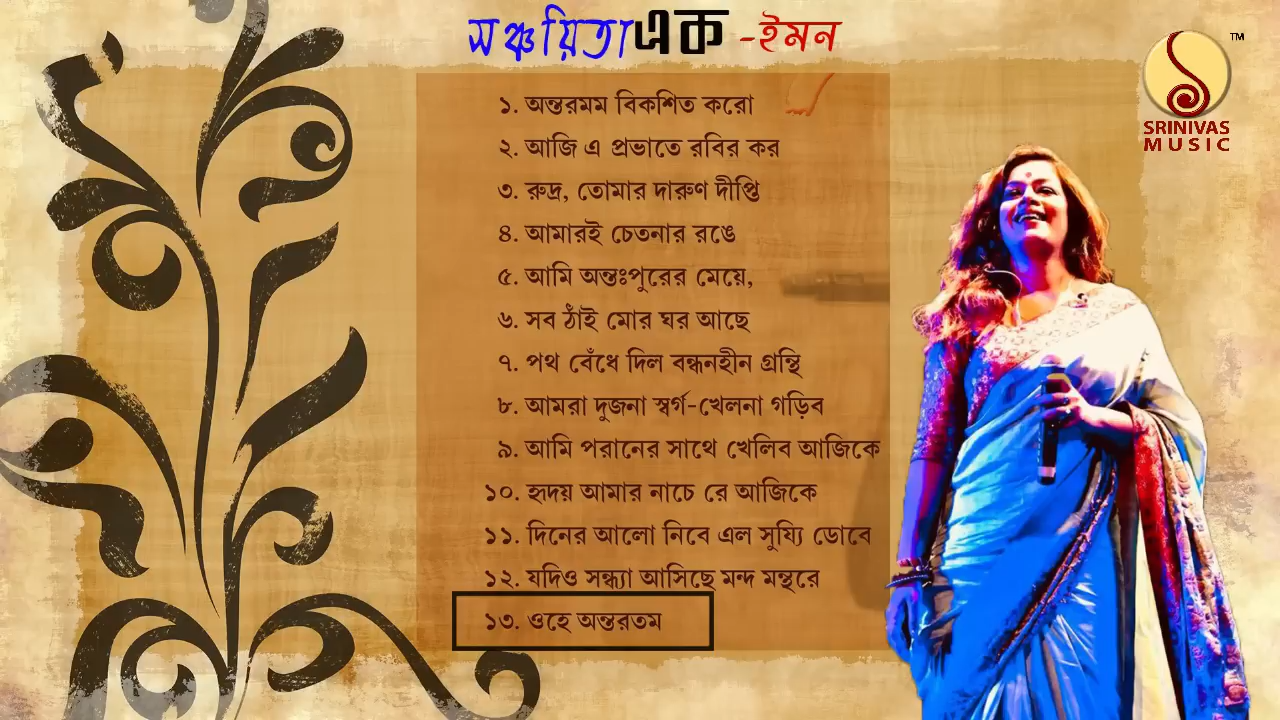 সঞ্চয়িতা এক - ইমন
TM
SRINIVAS
MUSIC
১. অন্তরমম বিকশিত করো
২. আজি এ প্রভাতে রবির কর
৩. রুদ্র, তোমার দারুণ দীপ্তি
৪. আমারই চেতনার রঙে
৫. আমি অন্তঃপুরের মেয়ে,
৬. সব ঠাঁই মোর ঘর আছে
৭. পথ বেঁধে দিল বন্ধনহীন গ্রন্থি
৮. আমরা দুজনা স্বর্গ-খেলনা গড়িব
৯. আমি পরানের সাথে খেলিব আজিকে
১০. হৃদয় আমার নাচে রে আজিকে
১১. দিনের আলো নিবে এল সুয্যি ডোবে
১২. যদিও সন্ধ্যা আসিছে মন্দ মন্থরে
১৩. ওহে অন্তরতম